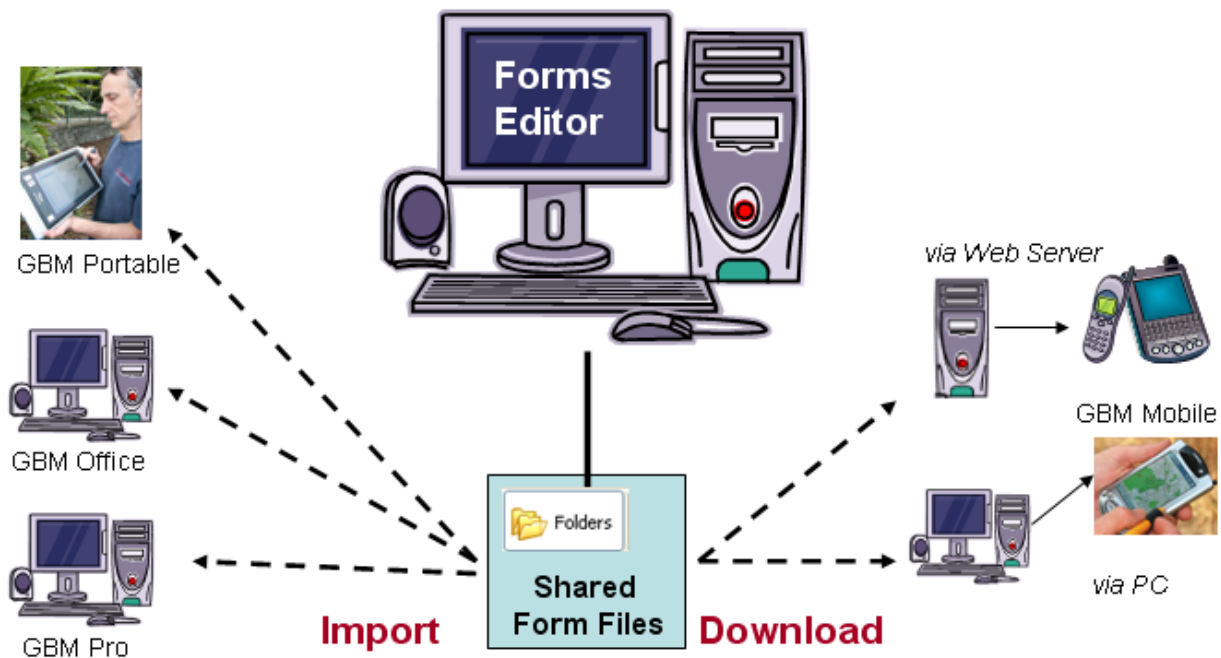 Forms
Editor
GBM Portable
via Web Server
GBM Office
GBM Mobile
Folders
Shared
Form Files
via PC
Import
Download
GBM Pro